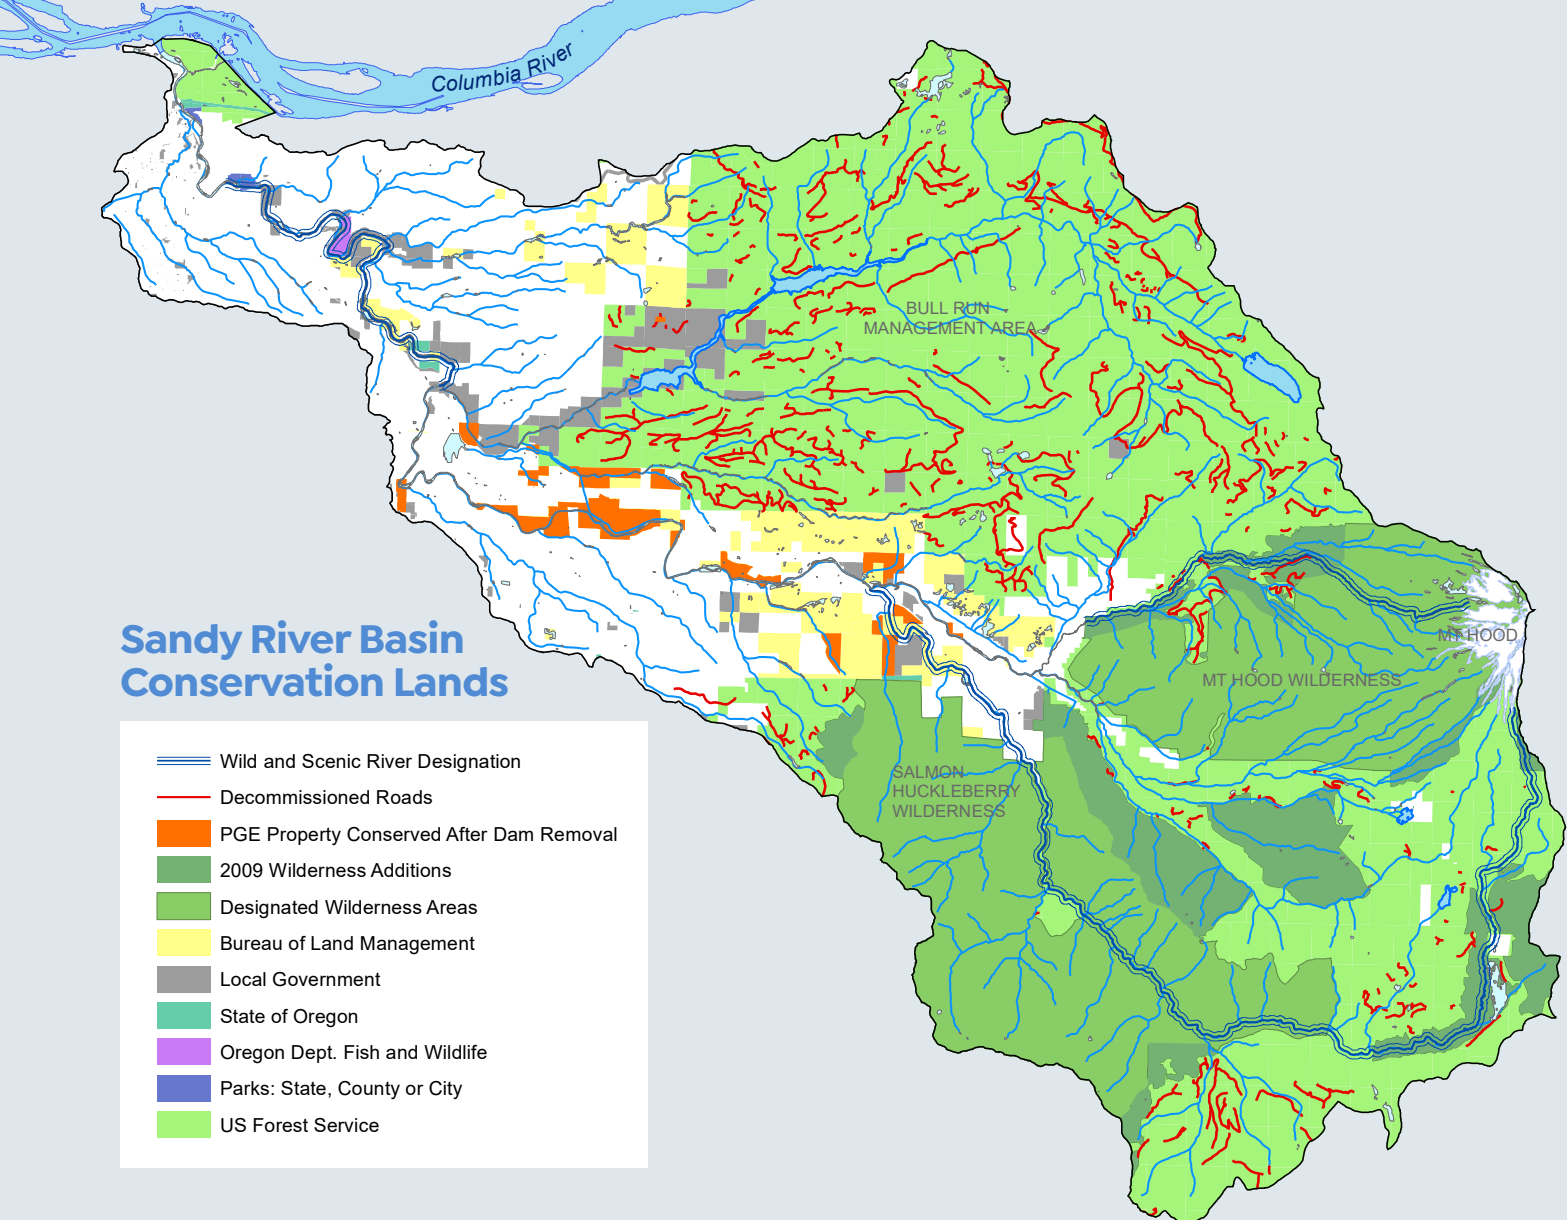 Columbia River
BULL RUN
MANAGEMENT AREA
Sandy River Basin
Conservation Lands
MT HOOD
MT HOOD WILDERNESS
SALMON
HUCKLEBERRY
WILDERNESS
Wild and Scenic River Designation
Decommissioned Roads
PGE Property Conserved After Dam Removal
2009 Wilderness Additions
Designated Wilderness Areas
Bureau of Land Management
Local Government
State of Oregon
Oregon Dept. Fish and Wildlife
Parks: State, County or City
US Forest Service